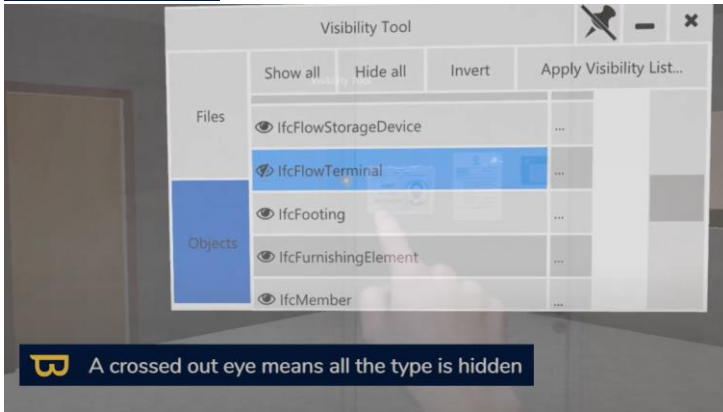 Visibility Tool
Show all Hide all Invert Apply Visibility List...
Files
IfcFlowStorageDevice ...
IfcFlowTerminal ...
IfcFooting ...
Objects
IfcFurnishingElement ...
IfcMember ...
A crossed out eye means all the type is hidden